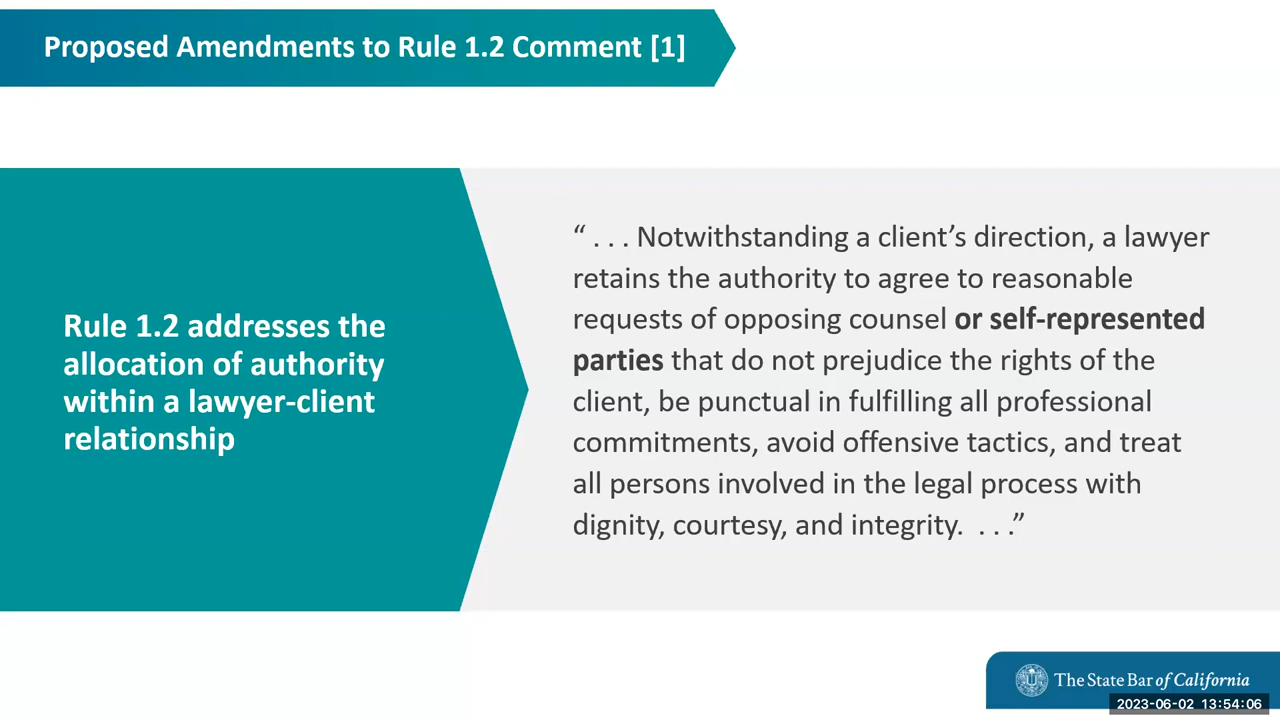 Proposed Amendments to Rule 1.2 Comment [1]
Rule 1.2 addresses the
allocation of authority
within a lawyer-client
relationship
“ . . . Notwithstanding a client’s direction, a lawyer
retains the authority to agree to reasonable
requests of opposing counsel or self-represented
parties that do not prejudice the rights of the
client, be punctual in fulfilling all professional
commitments, avoid offensive tactics, and treat
all persons involved in the legal process with
dignity, courtesy, and integrity.  . . .”
The State Bar of California
2023-06-02 13:54:06